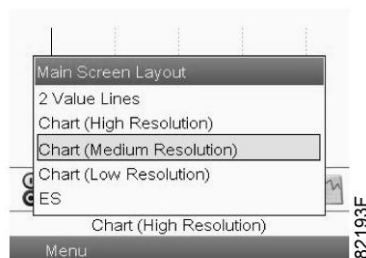 Main Screen Layout
2 Value Lines
Chart (High Resolution)
Chart (Medium Resolution)
Chart (Low Resolution)
ES
Chart (High Resolution)
Menu
82193F